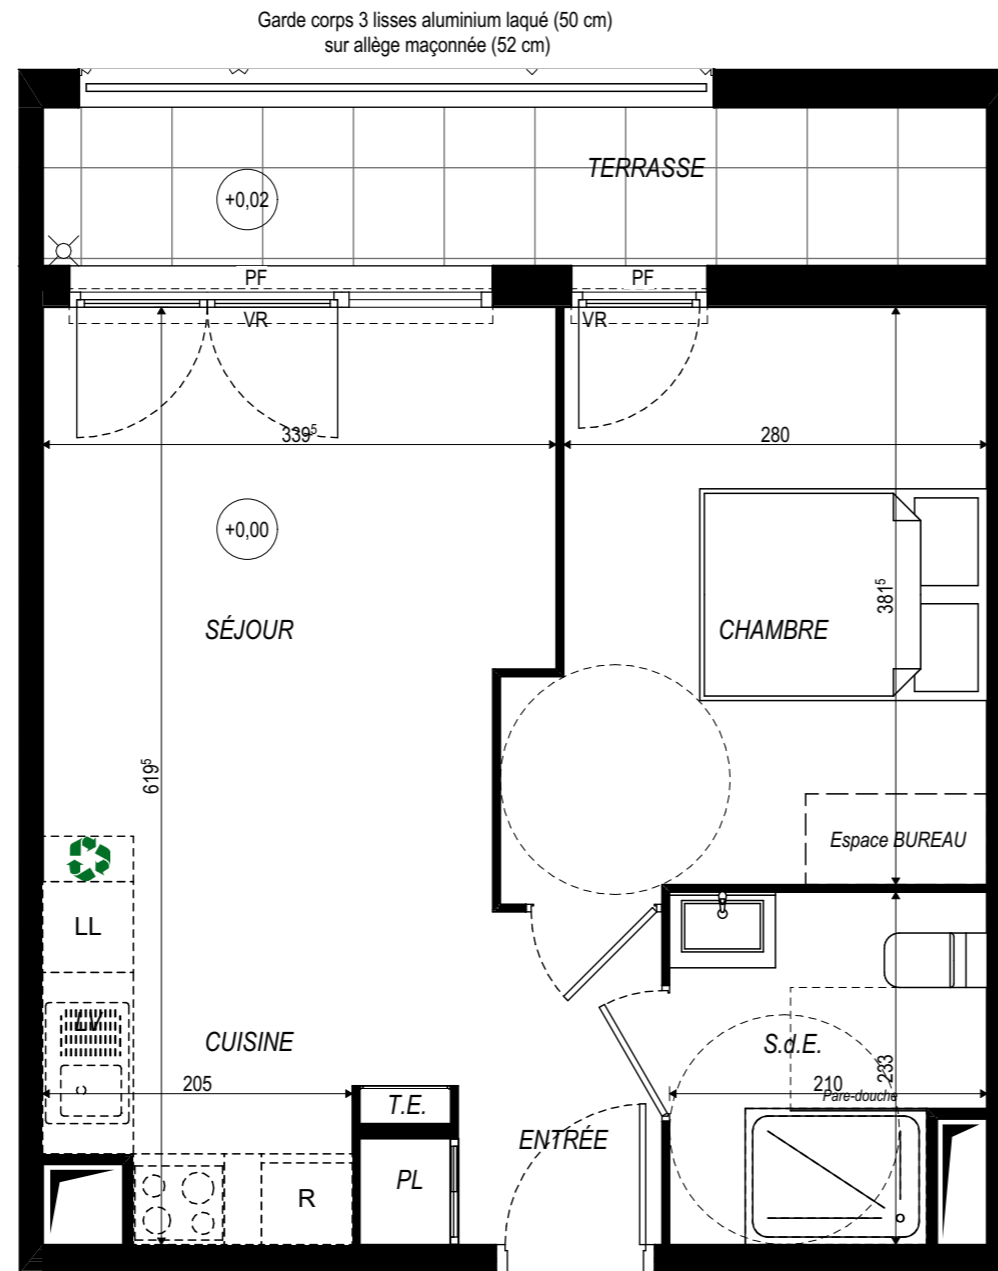 Garde corps 3 lisses aluminium laqué (50 cm)
sur allège maçonnée (52 cm)
TERRASSE
+0,02
PF
PF
VR
VR
339⁵
280
+0,00
SÉJOUR
CHAMBRE
381⁵
619⁵
Espace BUREAU
LL
LV
CUISINE
S.d.E.
233
205
210
Pare-douche
T.E.
ENTRÉE
PL
R